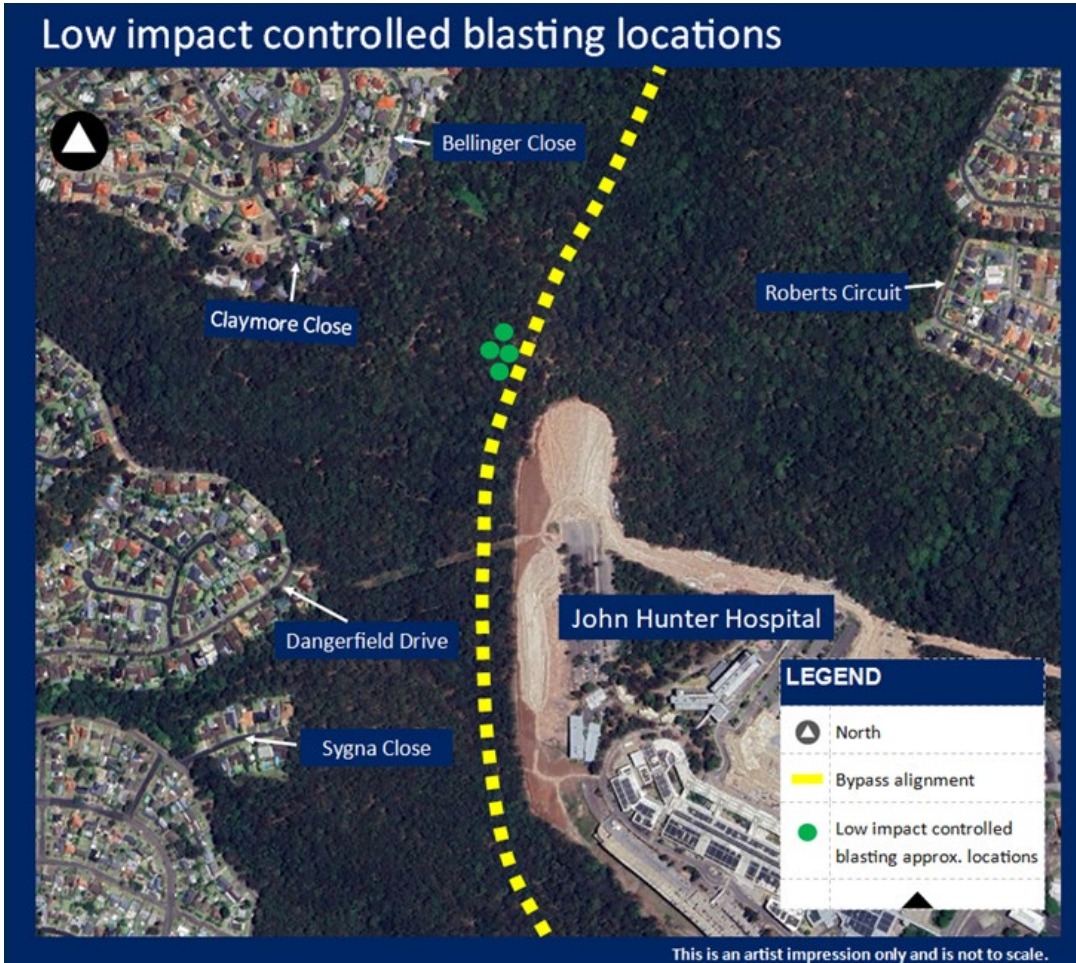 Low impact controlled blasting locations
Bellinger Close
Roberts Circuit
Claymore Close
John Hunter Hospital
Dangerfield Drive
Sygna Close
LEGEND
North
Bypass alignment
Low impact controlled
blasting approx. locations
This is an artist impression only and is not to scale.